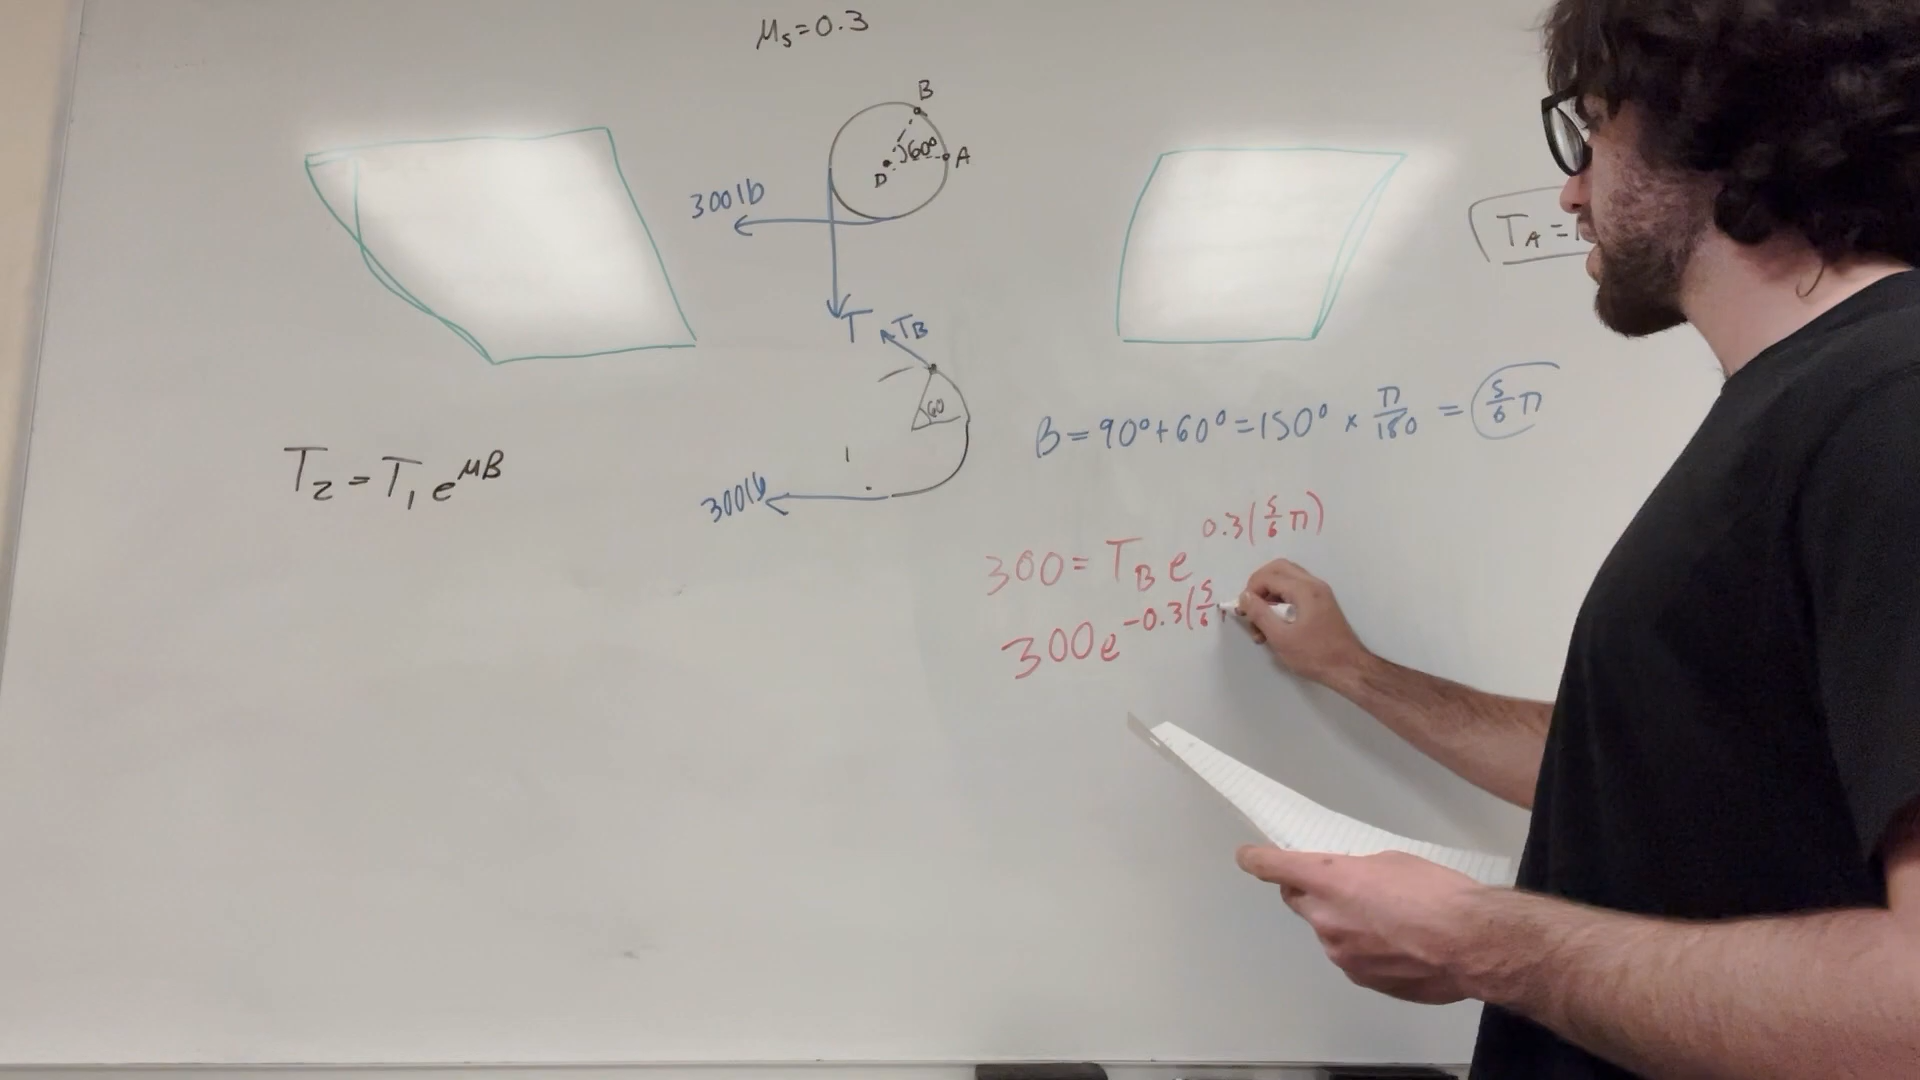 μs=0.3
B
60°
A
D
300lb
T
TB
TA=
60
β=90°+60°=150° × π/180 = 5/6 π
T2=T1e^μβ
300lb
300= TB e^0.3(5/6 π)
300e^-0.3(5/6